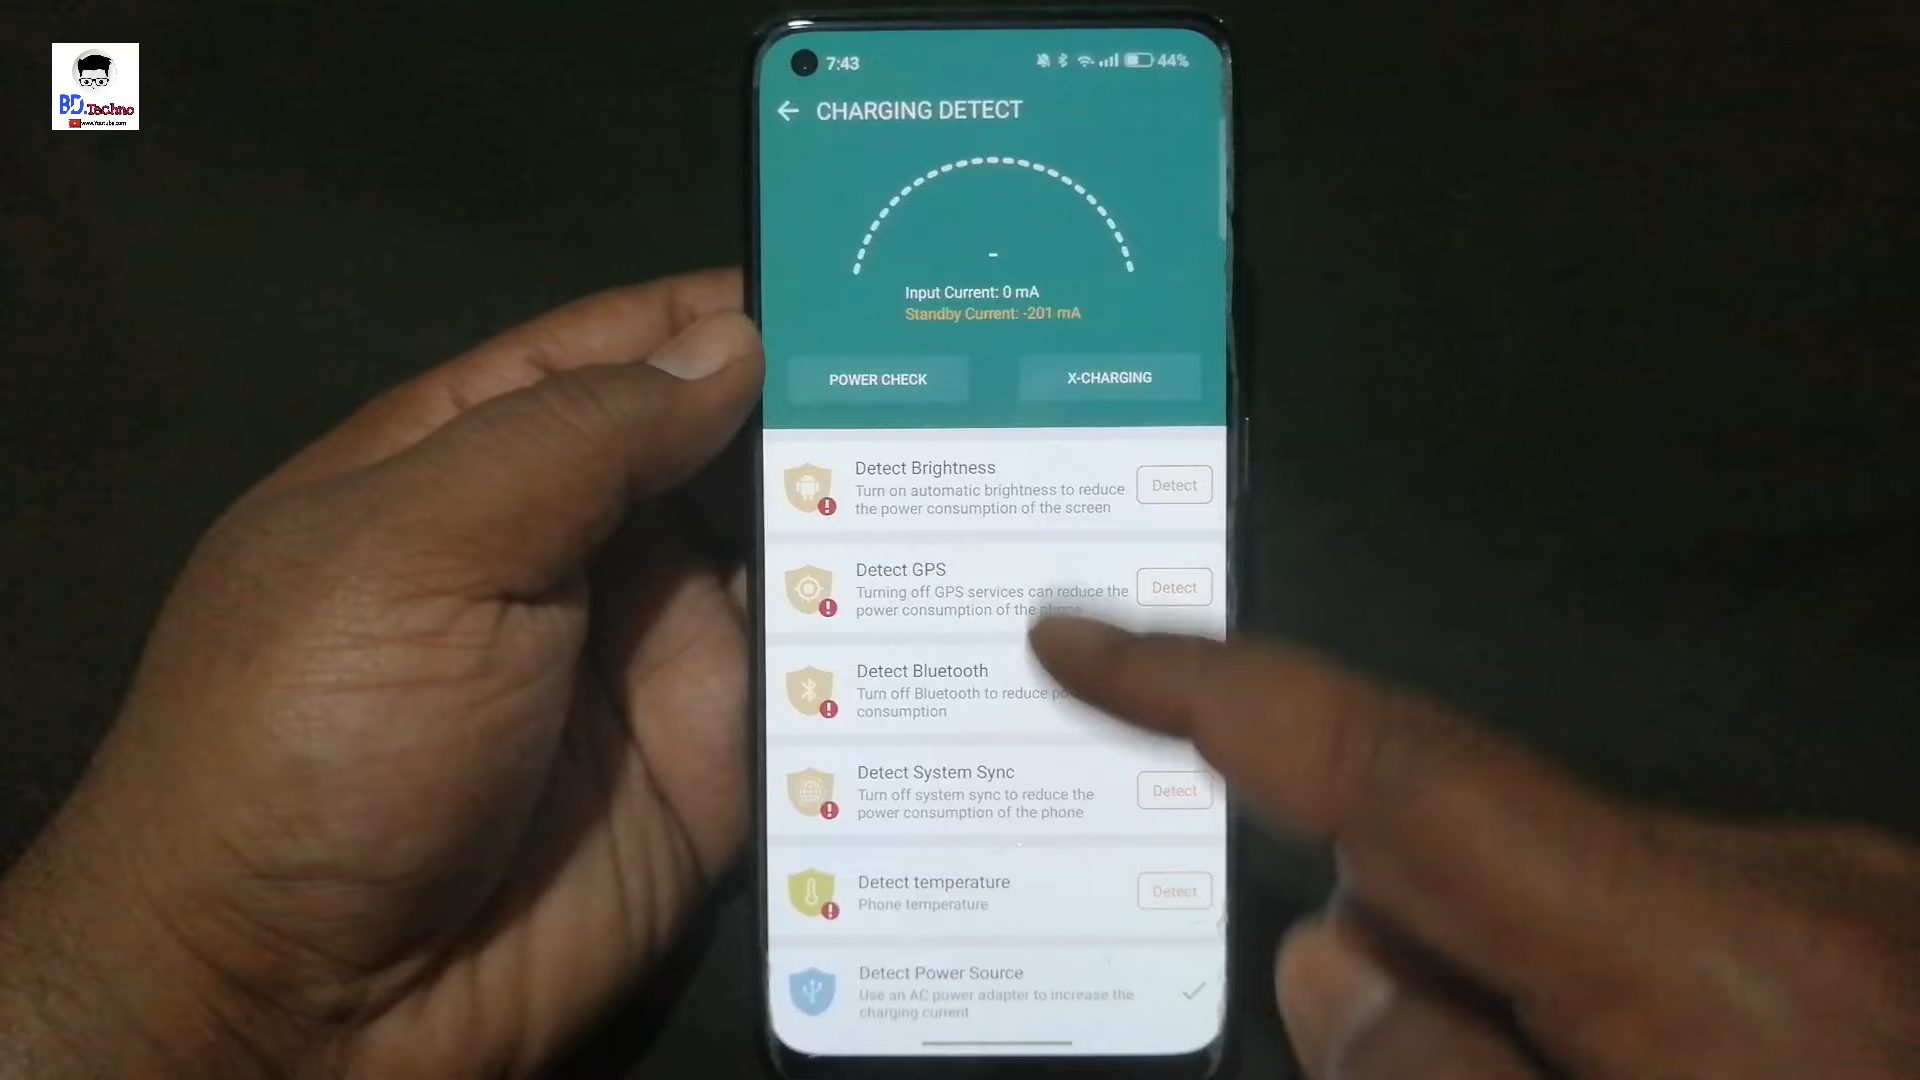 BD.Techno
www.Youtube.com
7:43
44%
CHARGING DETECT
-
Input Current: 0 mA
Standby Current: -201 mA
POWER CHECK
X-CHARGING
Detect Brightness
Turn on automatic brightness to reduce
the power consumption of the screen
Detect
Detect GPS
Turning off GPS services can reduce the
power consumption of the phone
Detect
Detect Bluetooth
Turn off Bluetooth to reduce
consumption
Detect System Sync
Turn off system sync to reduce the
power consumption of the phone
Detect
Detect temperature
Phone temperature
Detect
Detect Power Source
Use an AC power adapter to increase the
charging current